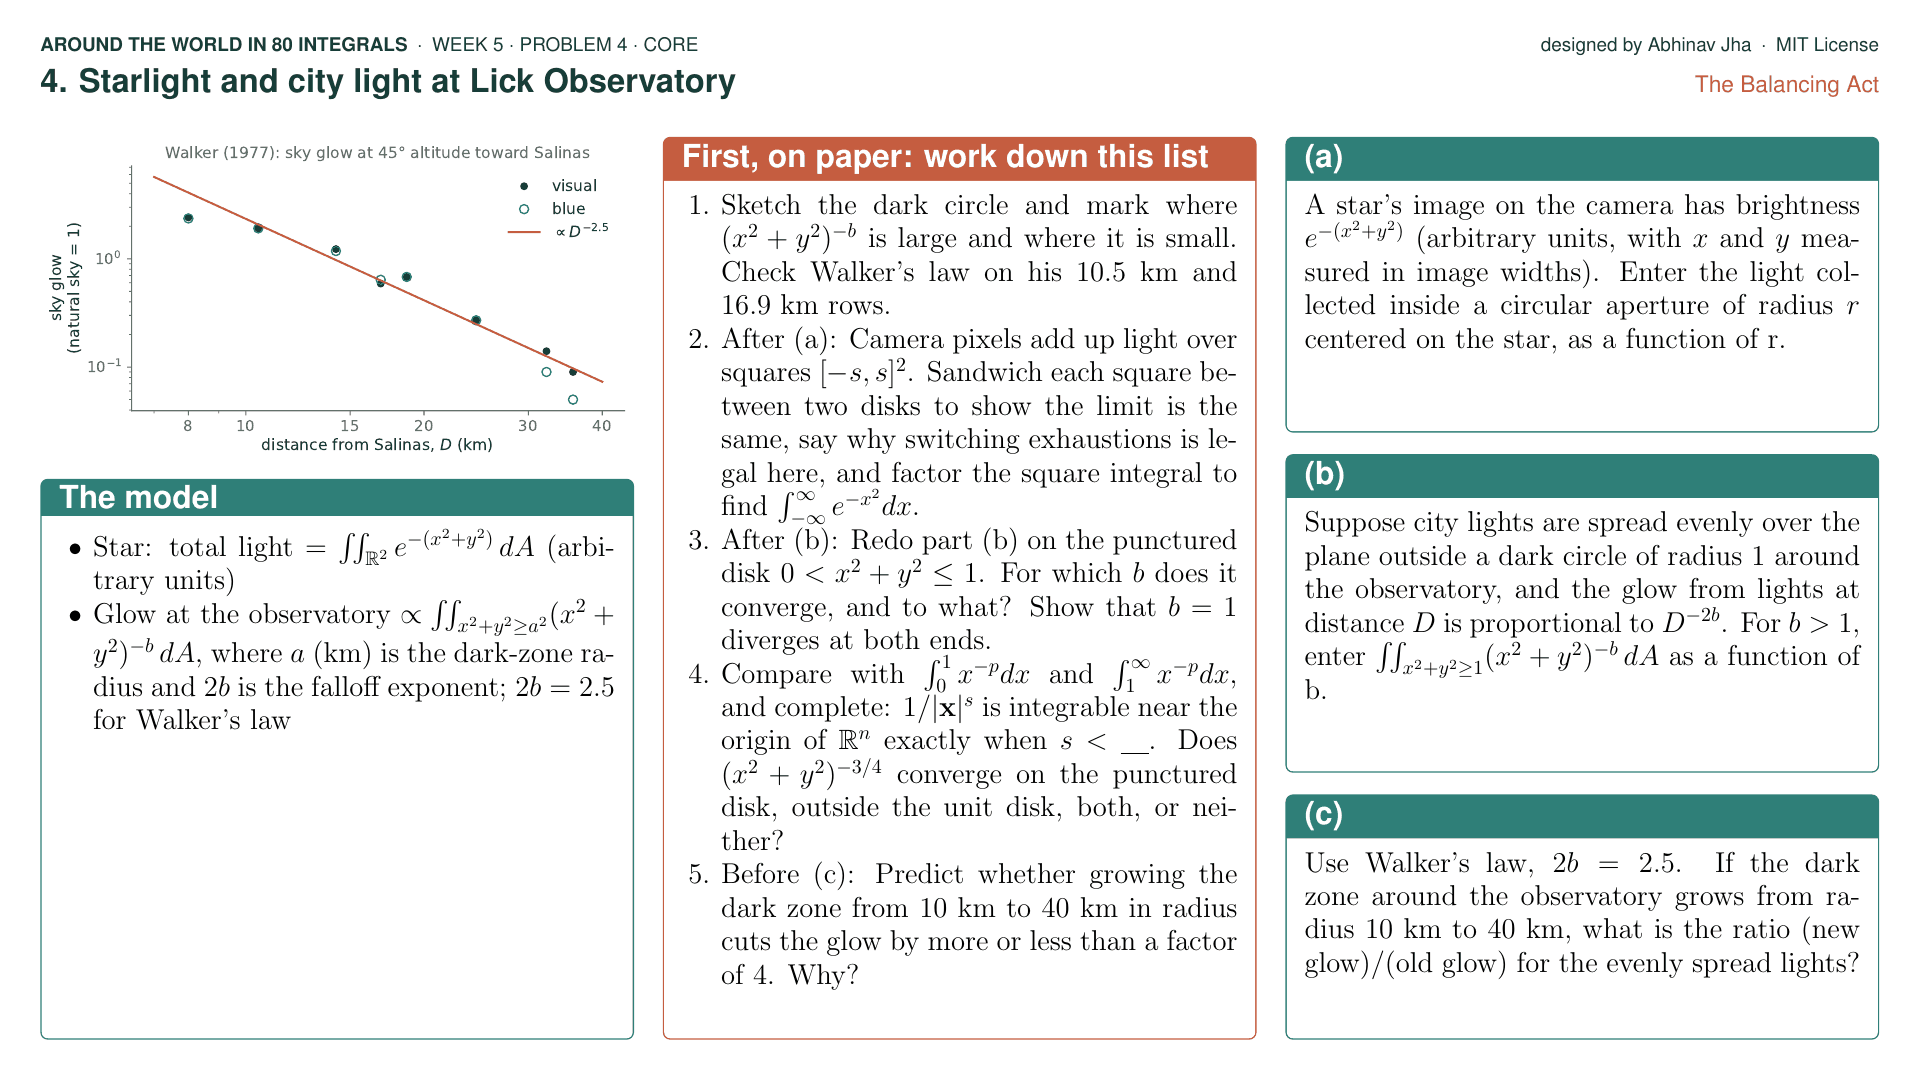 AROUND THE WORLD IN 80 INTEGRALS · WEEK 5 · PROBLEM 4 · CORE
designed by Abhinav Jha · MIT License
4. Starlight and city light at Lick Observatory
The Balancing Act
Walker (1977): sky glow at 45° altitude toward Salinas
visual
blue
∝ D^{−2.5}
sky glow
(natural sky = 1)
10^0
10^{−1}
8 10 15 20 30 40
distance from Salinas, D (km)
The model
• Star: total light = ∬_{ℝ²} e^{−(x²+y²)} dA (arbi-
trary units)
• Glow at the observatory ∝ ∬_{x²+y²≥a²}(x² +
y²)^{−b} dA, where a (km) is the dark-zone ra-
dius and 2b is the falloff exponent; 2b = 2.5
for Walker's law
First, on paper: work down this list
1. Sketch the dark circle and mark where
(x² + y²)^{−b} is large and where it is small.
Check Walker's law on his 10.5 km and
16.9 km rows.
2. After (a): Camera pixels add up light over
squares [−s, s]². Sandwich each square be-
tween two disks to show the limit is the
same, say why switching exhaustions is le-
gal here, and factor the square integral to
find ∫_{−∞}^{∞} e^{−x²} dx.
3. After (b): Redo part (b) on the punctured
disk 0 < x² + y² ≤ 1. For which b does it
converge, and to what? Show that b = 1
diverges at both ends.
4. Compare with ∫_0^1 x^{−p}dx and ∫_1^∞ x^{−p}dx,
and complete: 1/|𝐱|^s is integrable near the
origin of ℝ^n exactly when s < __. Does
(x² + y²)^{−3/4} converge on the punctured
disk, outside the unit disk, both, or nei-
ther?
5. Before (c): Predict whether growing the
dark zone from 10 km to 40 km in radius
cuts the glow by more or less than a factor
of 4. Why?
(a)
A star's image on the camera has brightness
e^{−(x²+y²)} (arbitrary units, with x and y mea-
sured in image widths). Enter the light col-
lected inside a circular aperture of radius r
centered on the star, as a function of r.
(b)
Suppose city lights are spread evenly over the
plane outside a dark circle of radius 1 around
the observatory, and the glow from lights at
distance D is proportional to D^{−2b}. For b > 1,
enter ∬_{x²+y²≥1}(x² + y²)^{−b} dA as a function of
b.
(c)
Use Walker's law, 2b = 2.5. If the dark
zone around the observatory grows from ra-
dius 10 km to 40 km, what is the ratio (new
glow)/(old glow) for the evenly spread lights?